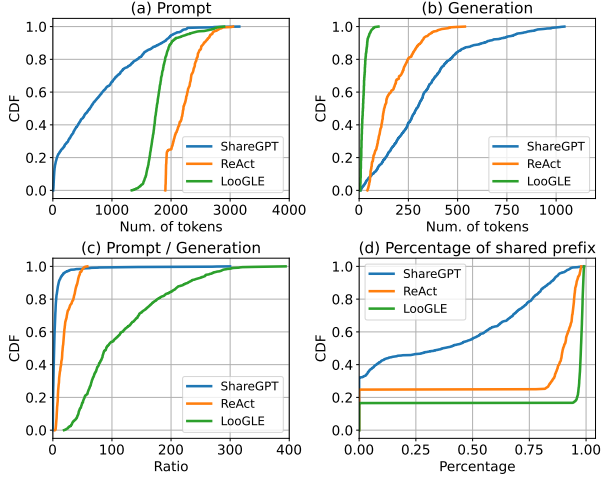 (a) Prompt
CDF
1.0
0.8
0.6
0.4
0.2
0.0
ShareGPT
ReAct
LooGLE
0 1000 2000 3000 4000
Num. of tokens
(b) Generation
CDF
1.0
0.8
0.6
0.4
0.2
0.0
ShareGPT
ReAct
LooGLE
0 250 500 750 1000
Num. of tokens
(c) Prompt / Generation
CDF
1.0
0.8
0.6
0.4
0.2
0.0
ShareGPT
ReAct
LooGLE
0 100 200 300 400
Ratio
(d) Percentage of shared prefix
CDF
1.0
0.8
0.6
0.4
0.2
0.0
ShareGPT
ReAct
LooGLE
0.00 0.25 0.50 0.75 1.00
Percentage